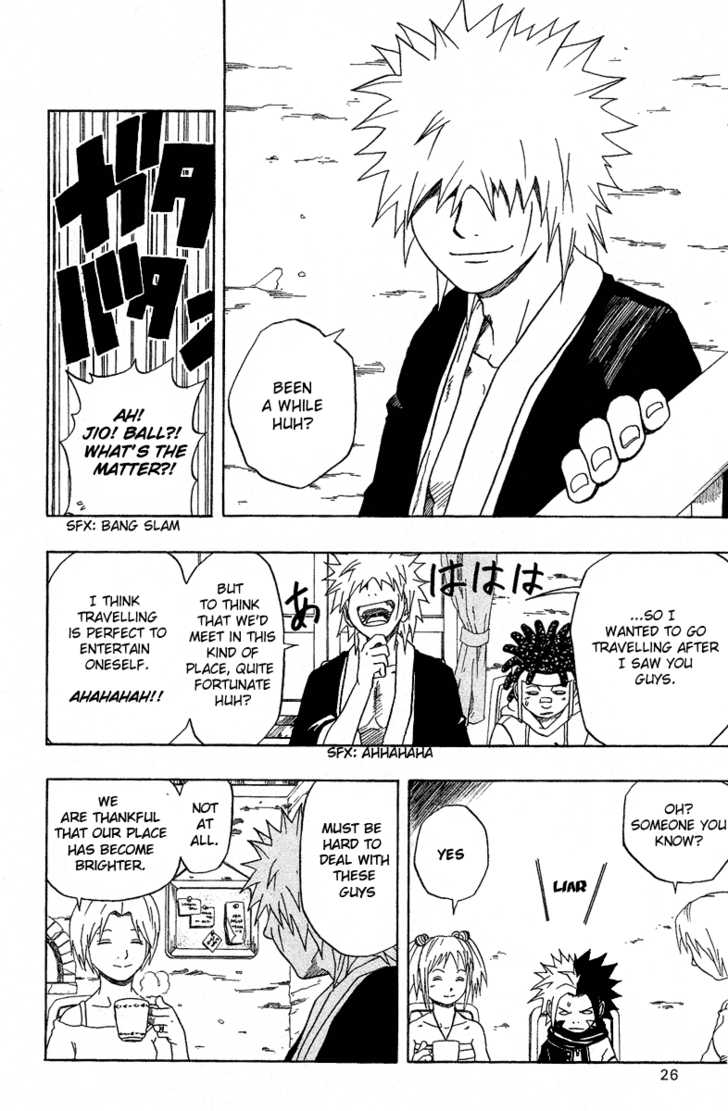 BEEN
A WHILE
HUH?
ガタ
バタン
AH!
JIO! BALL?!
WHAT'S THE
MATTER?!
SFX: BANG SLAM
...SO I
WANTED TO GO
TRAVELLING AFTER
I SAW YOU
GUYS.
あははは
BUT
TO THINK
THAT WE'D
MEET IN THIS
KIND OF
PLACE, QUITE
FORTUNATE
HUH?
I THINK
TRAVELLING
IS PERFECT TO
ENTERTAIN
ONESELF.
AHAHAHAH!!
SFX: AHHAHAHA
OH?
SOMEONE YOU
KNOW?
LIAR
YES
MUST BE
HARD TO
DEAL WITH
THESE
GUYS
NOT
AT
ALL.
WE
ARE THANKFUL
THAT OUR PLACE
HAS BECOME
BRIGHTER.
26